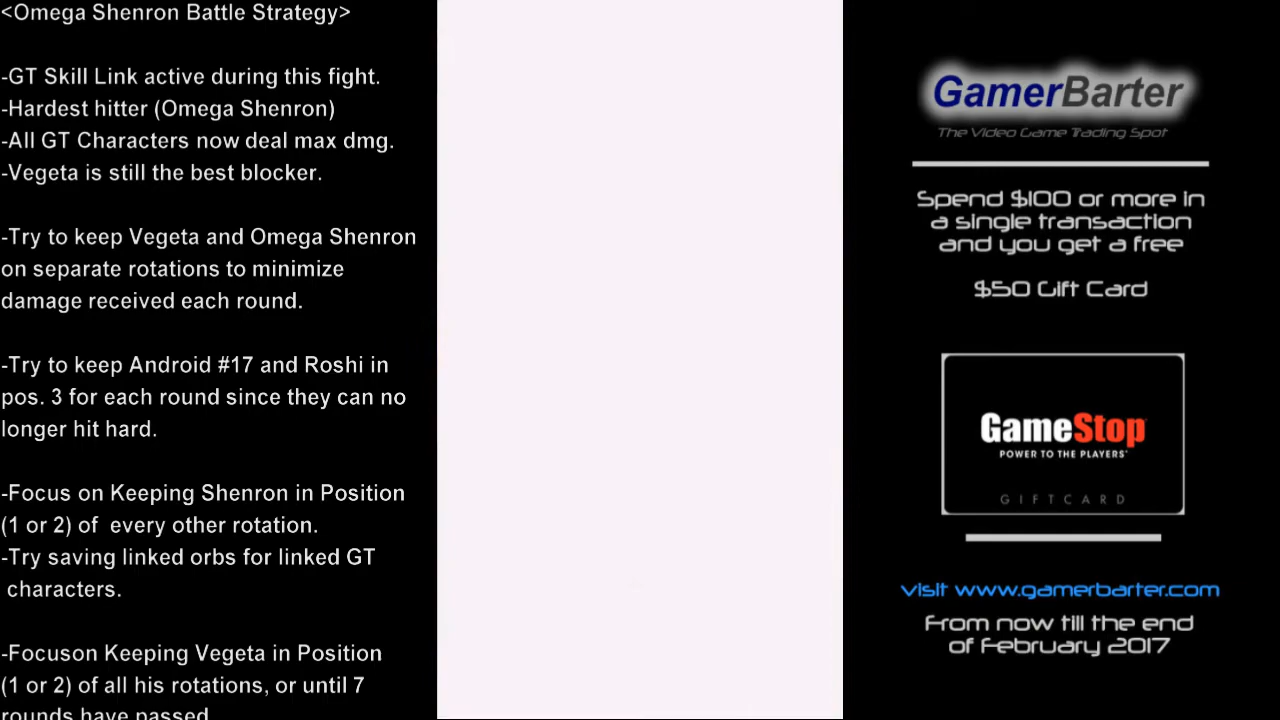 <Omega Shenron Battle Strategy>
-GT Skill Link active during this fight.
-Hardest hitter (Omega Shenron)
-All GT Characters now deal max dmg.
-Vegeta is still the best blocker.
-Try to keep Vegeta and Omega Shenron
on separate rotations to minimize
damage received each round.
-Try to keep Android #17 and Roshi in
pos. 3 for each round since they can no
longer hit hard.
-Focus on Keeping Shenron in Position
(1 or 2) of  every other rotation.
-Try saving linked orbs for linked GT
characters.
-Focuson Keeping Vegeta in Position
(1 or 2) of all his rotations, or until 7
rounds have passed
GamerBarter
The Video Game Trading Spot
Spend $100 or more in
a single transaction
and you get a free
$50 Gift Card
GameStop
POWER TO THE PLAYERS
GIFTCARD
visit www.gamerbarter.com
From now till the end
of February 2017